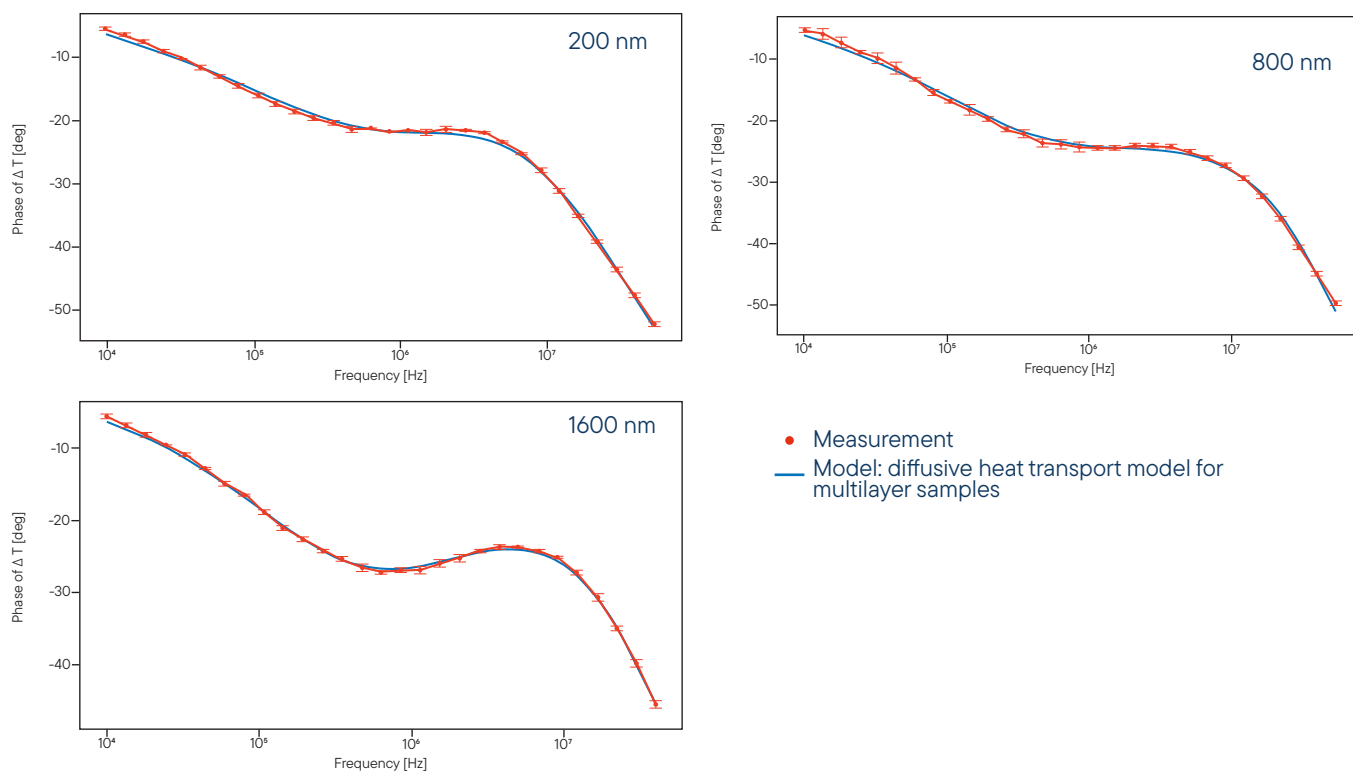 200 nm
-10
-20
-30
-40
-50
Phase of Δ T [deg]
10⁴
10⁵
10⁶
10⁷
Frequency [Hz]
800 nm
-10
-20
-30
-40
-50
Phase of Δ T [deg]
10⁴
10⁵
10⁶
10⁷
Frequency [Hz]
1600 nm
-10
-20
-30
-40
Phase of Δ T [deg]
10⁴
10⁵
10⁶
10⁷
Frequency [Hz]
Measurement
Model: diffusive heat transport model for
multilayer samples